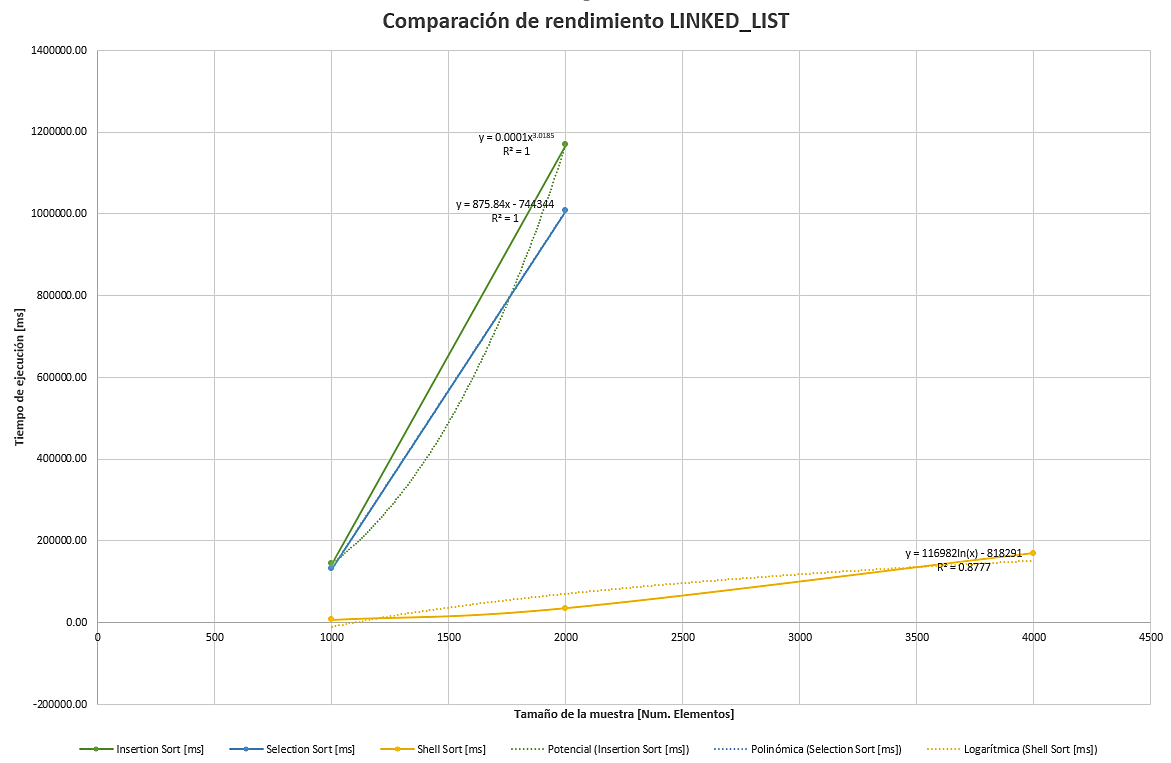 Comparación de rendimiento LINKED_LIST
1400000.00
1200000.00
1000000.00
800000.00
600000.00
400000.00
200000.00
0.00
-200000.00
Tiempo de ejecución [ms]
y = 0.0001x^3.0185
R² = 1
y = 875.84x - 744344
R² = 1
y = 116982ln(x) - 818291
R² = 0.8777
0 500 1000 1500 2000 2500 3000 3500 4000 4500
Tamaño de la muestra [Num. Elementos]
Insertion Sort [ms] Selection Sort [ms] Shell Sort [ms] Potencial (Insertion Sort [ms]) Polinómica (Selection Sort [ms]) Logarítmica (Shell Sort [ms])